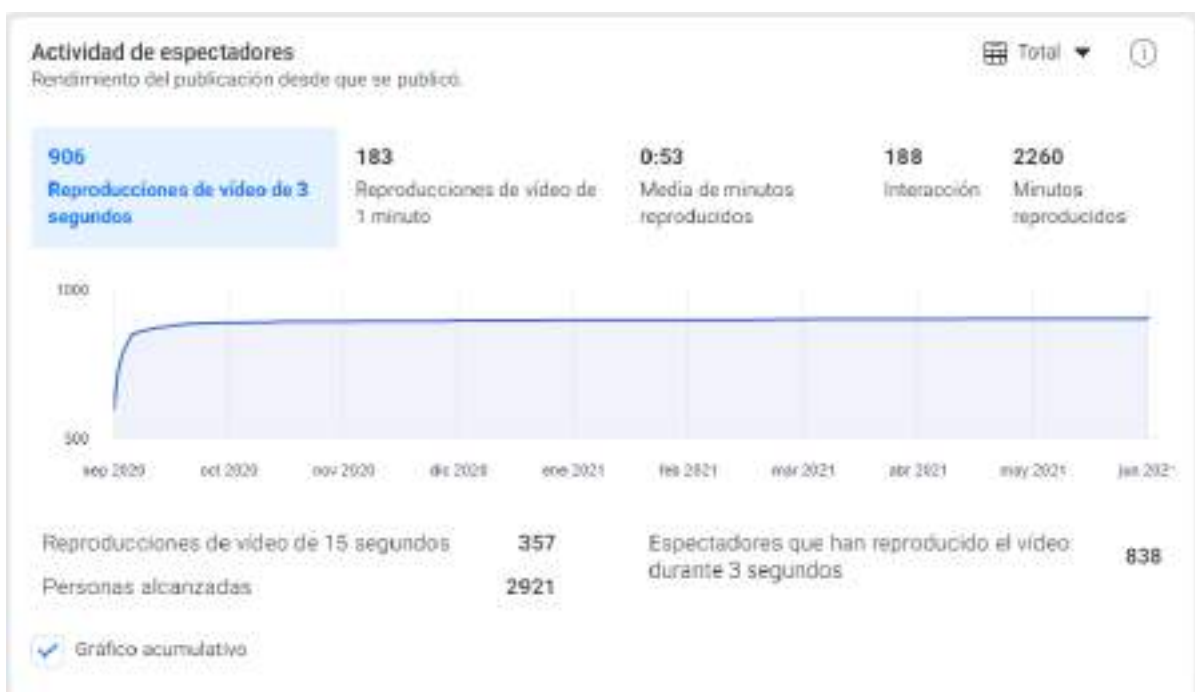 Actividad de espectadores
Total
Rendimiento del publicación desde que se publicó.
906
Reproducciones de vídeo de 3
segundos
183
Reproducciones de vídeo de
1 minuto
0:53
Media de minutos
reproducidos
188
Interacción
2260
Minutos
reproducidos
1000
500
sep 2020
oct 2020
nov 2020
dic 2020
ene 2021
feb 2021
mar 2021
abr 2021
may 2021
jun 202
Reproducciones de vídeo de 15 segundos 357
Personas alcanzadas 2921
Espectadores que han reproducido el vídeo
durante 3 segundos
838
Gráfico acumulativo